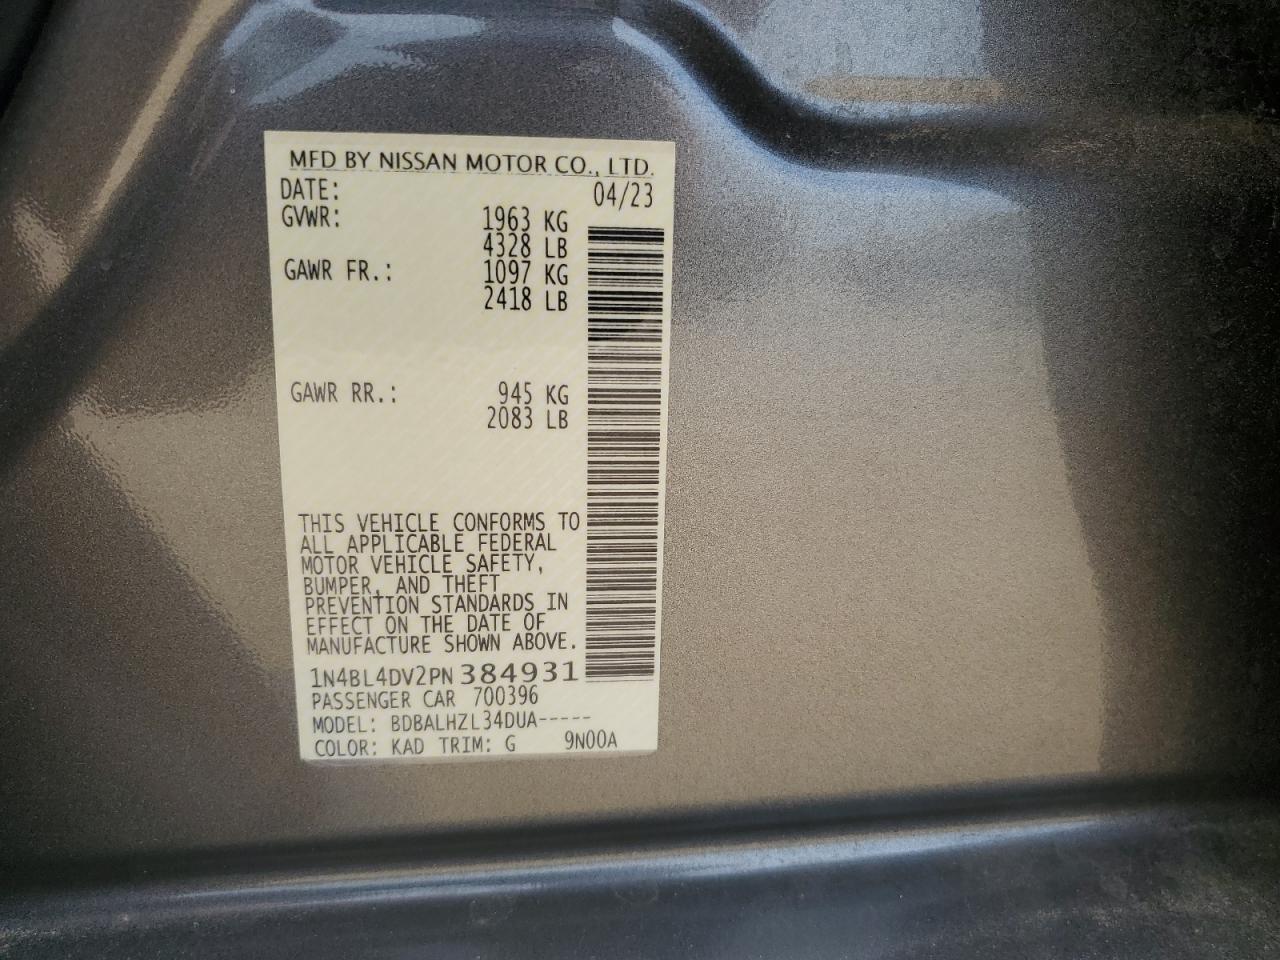 MFD BY NISSAN MOTOR CO., LTD.
DATE: 04/23
GVWR: 1963 KG
4328 LB
GAWR FR.: 1097 KG
2418 LB
GAWR RR.: 945 KG
2083 LB
THIS VEHICLE CONFORMS TO
ALL APPLICABLE FEDERAL
MOTOR VEHICLE SAFETY,
BUMPER, AND THEFT
PREVENTION STANDARDS IN
EFFECT ON THE DATE OF
MANUFACTURE SHOWN ABOVE.
1N4BL4DV2PN384931
PASSENGER CAR 700396
MODEL: BDBALHZL34DUA-----
COLOR: KAD TRIM: G 9N00A